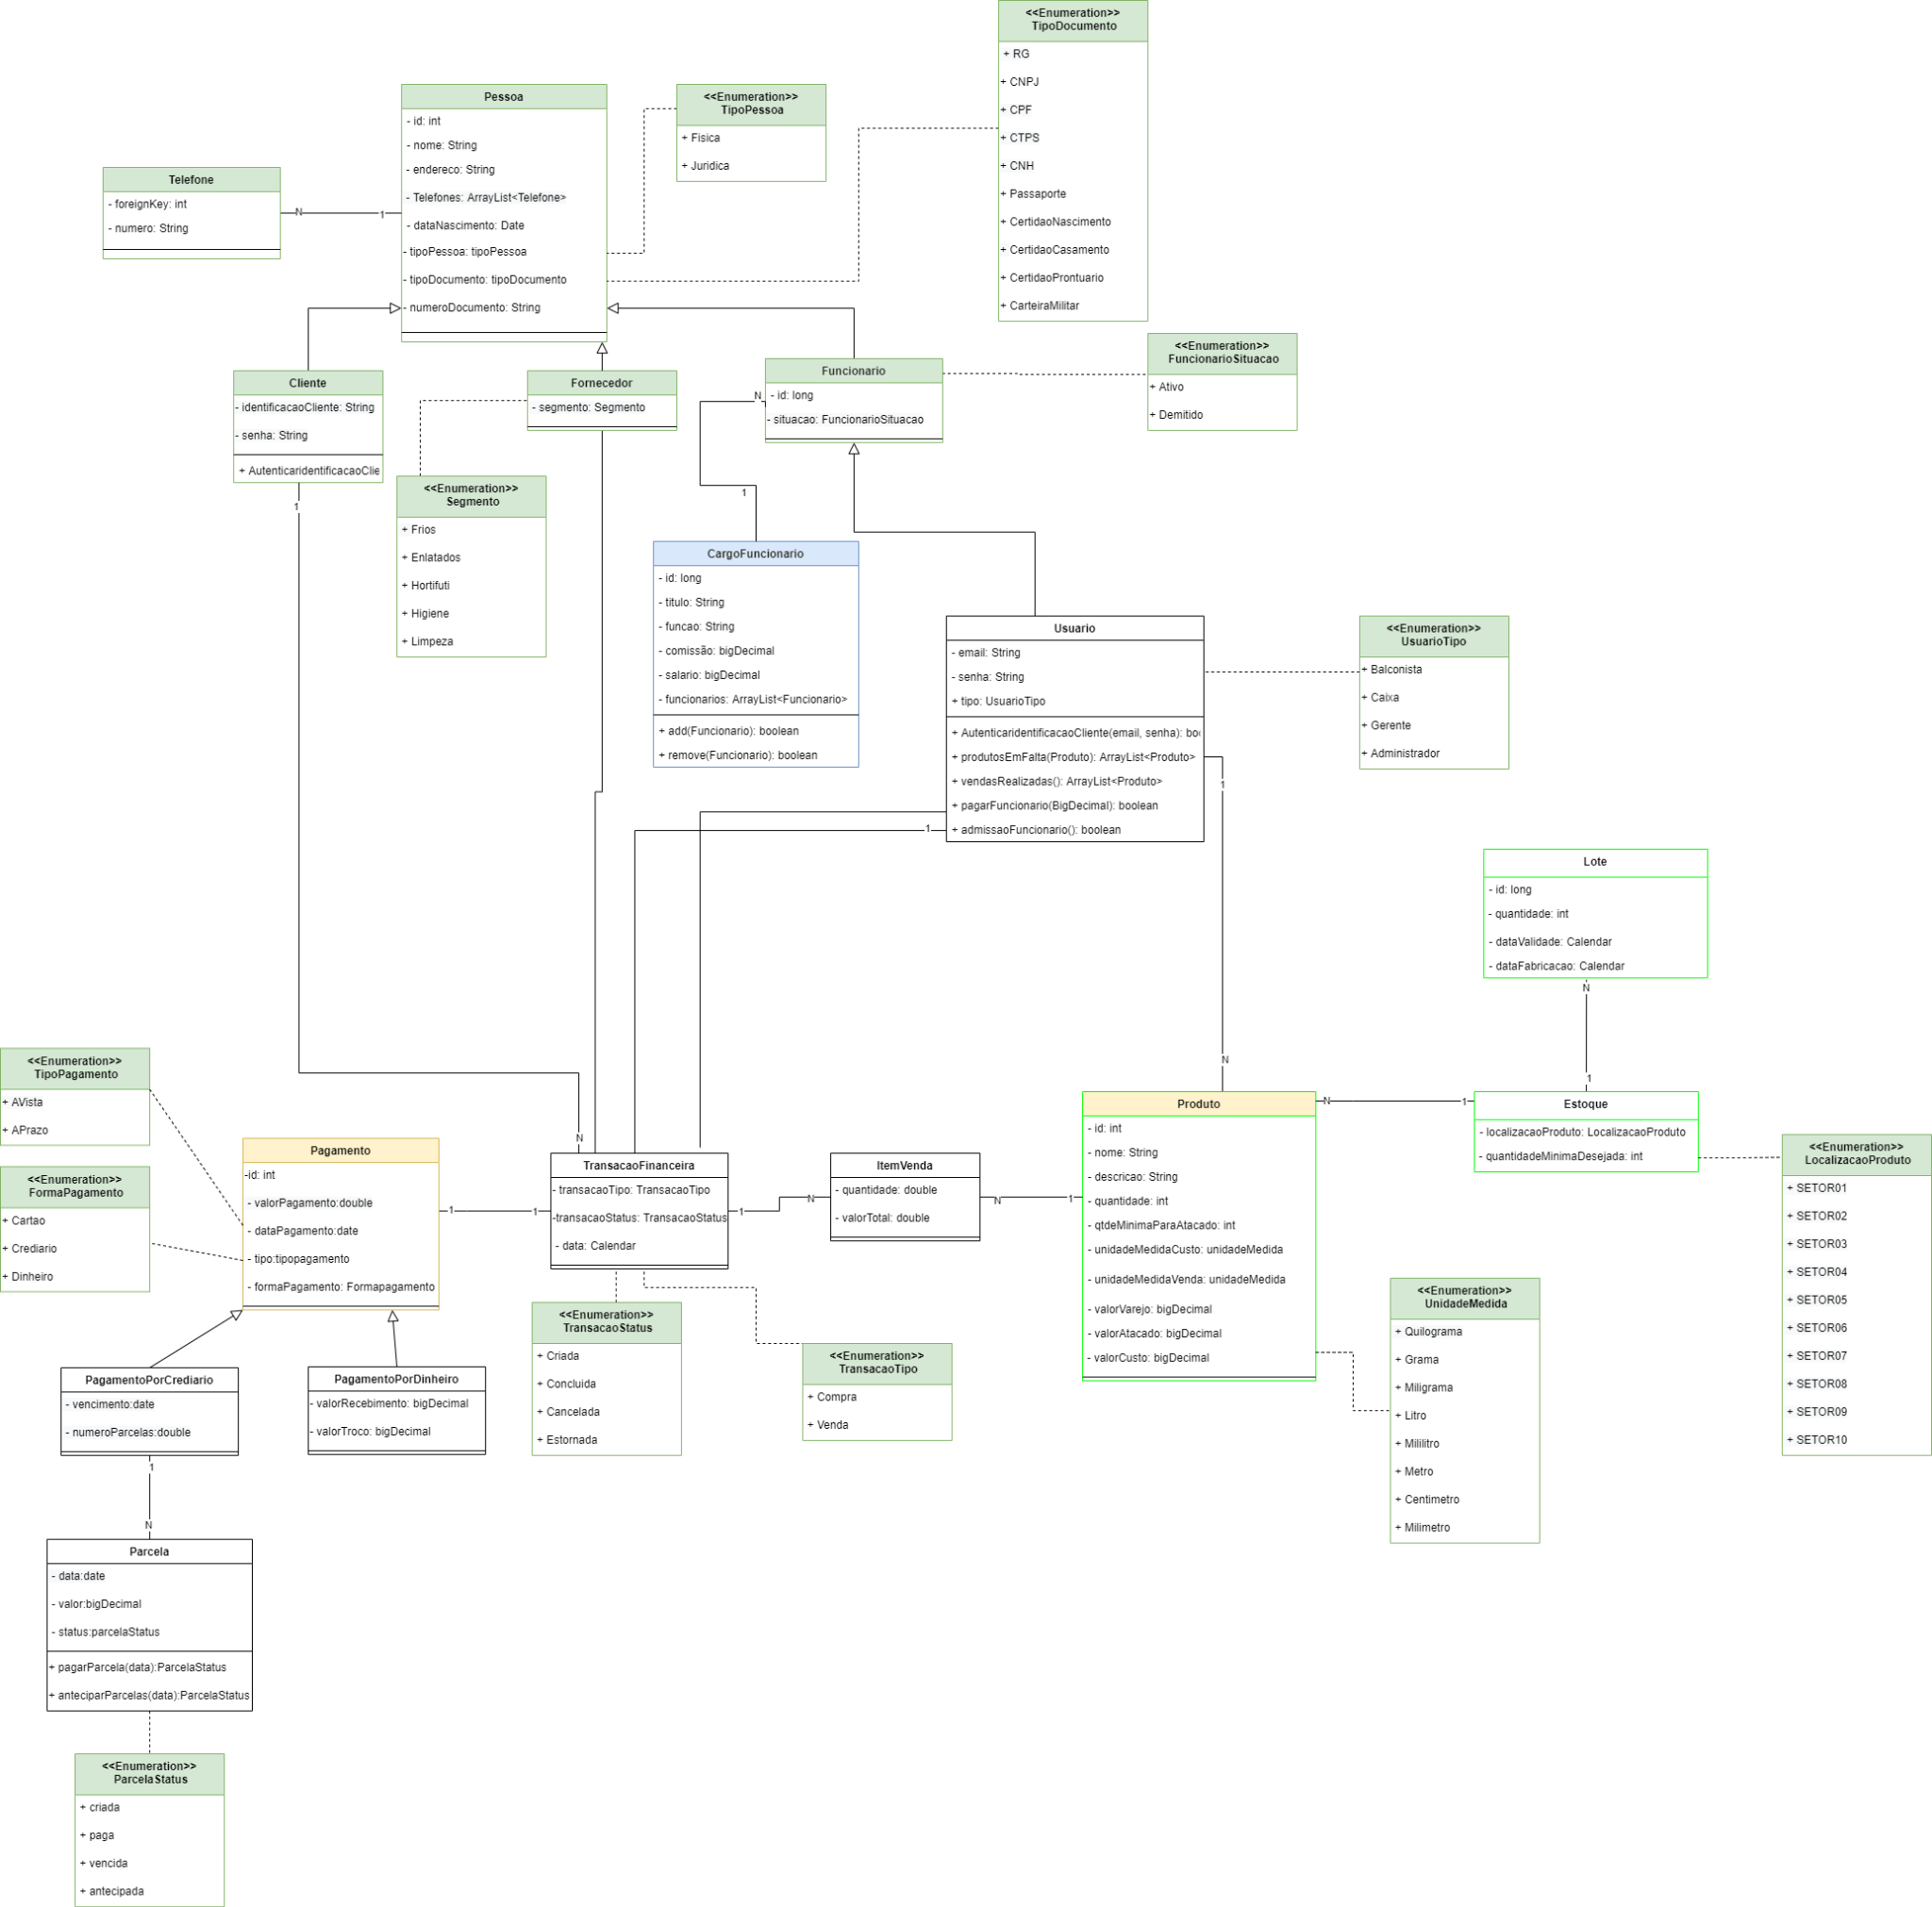 <<Enumeration>>
TipoDocumento
+ RG
+ CNPJ
+ CPF
+ CTPS
+ CNH
+ Passaporte
+ CertidaoNascimento
+ CertidaoCasamento
+ CertidaoProntuario
+ CarteiraMilitar
Pessoa
- id: int
- nome: String
- endereco: String
- Telefones: ArrayList<Telefone>
- dataNascimento: Date
- tipoPessoa: tipoPessoa
- tipoDocumento: tipoDocumento
- numeroDocumento: String
<<Enumeration>>
TipoPessoa
+ Fisica
+ Juridica
Telefone
- foreignKey: int
- numero: String
N
1
<<Enumeration>>
FuncionarioSituacao
+ Ativo
+ Demitido
Cliente
- identificacaoCliente: String
- senha: String
+ AutenticaridentificacaoClie
1
Fornecedor
- segmento: Segmento
Funcionario
- id: long
- situacao: FuncionarioSituacao
N
1
<<Enumeration>>
Segmento
+ Frios
+ Enlatados
+ Hortifuti
+ Higiene
+ Limpeza
CargoFuncionario
- id: long
- titulo: String
- funcao: String
- comissão: bigDecimal
- salario: bigDecimal
- funcionarios: ArrayList<Funcionario>
+ add(Funcionario): boolean
+ remove(Funcionario): boolean
Usuario
- email: String
- senha: String
+ tipo: UsuarioTipo
+ AutenticaridentificacaoCliente(email, senha): boo
+ produtosEmFalta(Produto): ArrayList<Produto>
+ vendasRealizadas(): ArrayList<Produto>
+ pagarFuncionario(BigDecimal): boolean
+ admissaoFuncionario(): boolean
1
1
<<Enumeration>>
UsuarioTipo
+ Balconista
+ Caixa
+ Gerente
+ Administrador
Lote
- id: long
- quantidade: int
- dataValidade: Calendar
- dataFabricacao: Calendar
N
1
<<Enumeration>>
TipoPagamento
+ AVista
+ APrazo
<<Enumeration>>
FormaPagamento
+ Cartao
+ Crediario
+ Dinheiro
Pagamento
-id: int
- valorPagamento:double
- dataPagamento:date
- tipo:tipopagamento
- formaPagamento: Formapagamento
1
1
N
TransacaoFinanceira
- transacaoTipo: TransacaoTipo
-transacaoStatus: TransacaoStatus
- data: Calendar
1
N
ItemVenda
- quantidade: double
- valorTotal: double
N
1
N
Produto
- id: int
- nome: String
- descricao: String
- quantidade: int
- qtdeMinimaParaAtacado: int
- unidadeMedidaCusto: unidadeMedida
- unidadeMedidaVenda: unidadeMedida
- valorVarejo: bigDecimal
- valorAtacado: bigDecimal
- valorCusto: bigDecimal
N
1
Estoque
- localizacaoProduto: LocalizacaoProduto
- quantidadeMinimaDesejada: int
<<Enumeration>>
LocalizacaoProduto
+ SETOR01
+ SETOR02
+ SETOR03
+ SETOR04
+ SETOR05
+ SETOR06
+ SETOR07
+ SETOR08
+ SETOR09
+ SETOR10
<<Enumeration>>
UnidadeMedida
+ Quilograma
+ Grama
+ Miligrama
+ Litro
+ Mililitro
+ Metro
+ Centimetro
+ Milimetro
<<Enumeration>>
TransacaoStatus
+ Criada
+ Concluida
+ Cancelada
+ Estornada
<<Enumeration>>
TransacaoTipo
+ Compra
+ Venda
PagamentoPorCrediario
- vencimento:date
- numeroParcelas:double
PagamentoPorDinheiro
- valorRecebimento: bigDecimal
- valorTroco: bigDecimal
1
N
Parcela
- data:date
- valor:bigDecimal
- status:parcelaStatus
+ pagarParcela(data):ParcelaStatus
+ anteciparParcelas(data):ParcelaStatus
<<Enumeration>>
ParcelaStatus
+ criada
+ paga
+ vencida
+ antecipada